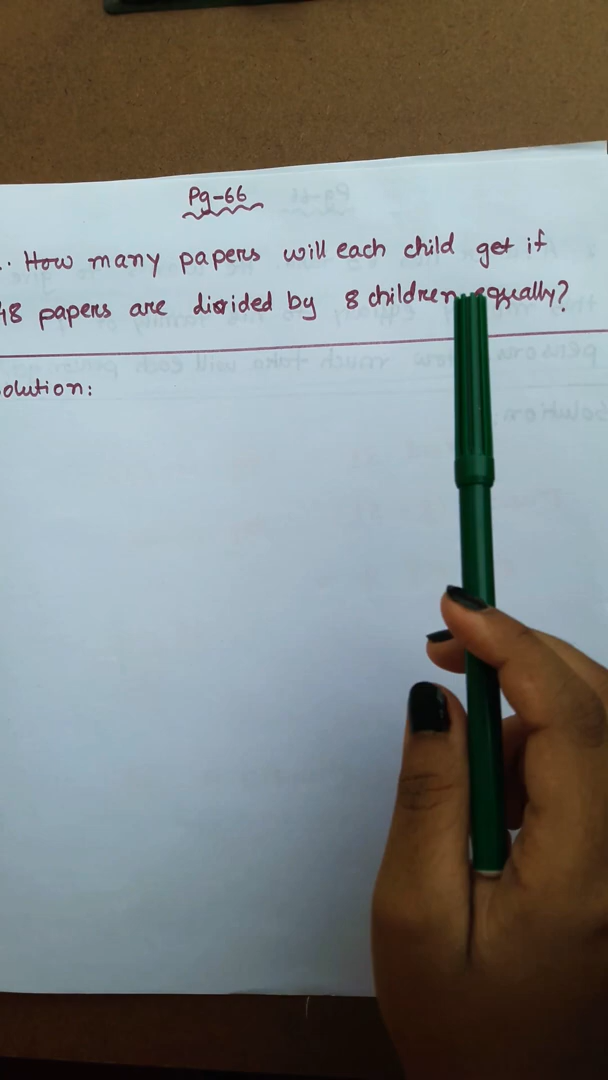 Pg-66
. How many papers will each child get if
48 papers are divided by 8 children equally?
olution: